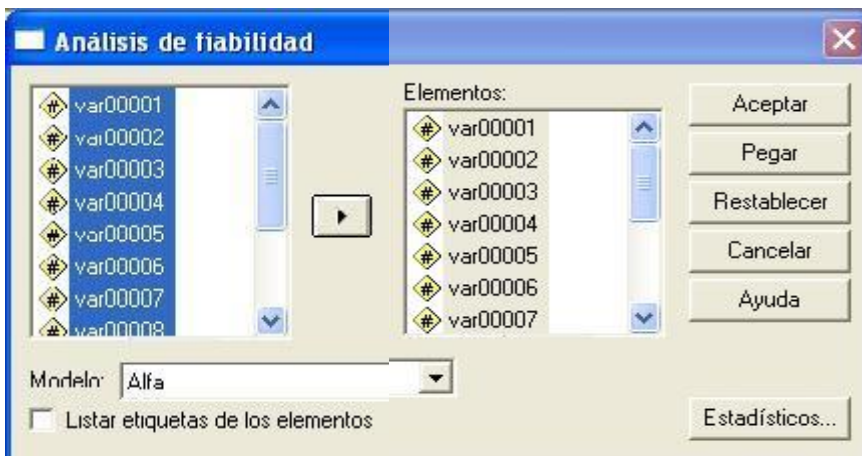 Análisis de fiabilidad
var00001
var00002
var00003
var00004
var00005
var00006
var00007
var00008
Elementos:
var00001
var00002
var00003
var00004
var00005
var00006
var00007
Aceptar
Pegar
Restablecer
Cancelar
Ayuda
Modelo: Alfa
Listar etiquetas de los elementos
Estadísticos...